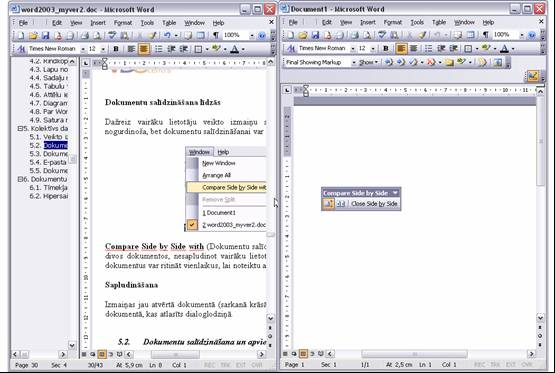 word2003_myver2.doc - Microsoft Word
File Edit View Insert Format Tools Table Window Help
Times New Roman 12 B
100%
4.2. Rindkop
4.3. Lapu no
4.4. Sadaļu
4.5. Tabulu
4.6. Attēlu ie
4.7. Diagram
4.8. Par Wor
4.9. Satura r
5. Kolektīvs da
5.1. Veikto iz
5.2. Dokume
5.3. Dokume
5.4. E-pasta
5.5. Dokume
6. Dokumentu
6.1. Tīmekļa
6.2. Hipersai
Dokumentu salīdzināšana līdzās
Dažreiz vairāku lietotāju veikto izmaiņu s
nogurdinoša, bet dokumentu salīdzināšanai var
Window Help
New Window
Arrange All
Compare Side by Side wit
Remove Split
1 Document1
2 word2003_myver2.doc
Compare Side by Side with (Dokumentu salīd
divos dokumentos, nesapludinot vairāku lietot
dokumentus var ritināt vienlaikus, lai noteiktu a
Sapludināšana
Izmaiņas jau atvērtā dokumentā (sarkanā krāsā
dokumentā, kas atlasīts dialoglodziņā.
5.2. Dokumentu salīdzināšana un apvie
Page 30 Sec 4 30/43 At 5,9 cm Ln 8 Col 1 REC TRK EXT OVR
Document1 - Microsoft Word
File Edit View Insert Format Tools Table Window Help
100%
Times New Roman 12 B I U
Final Showing Markup Show
Compare Side by Side
Close Side by Side
Page 1 Sec 1 1/1 At 2,5 cm Ln 1 Col 1 REC TRK EXT OVR